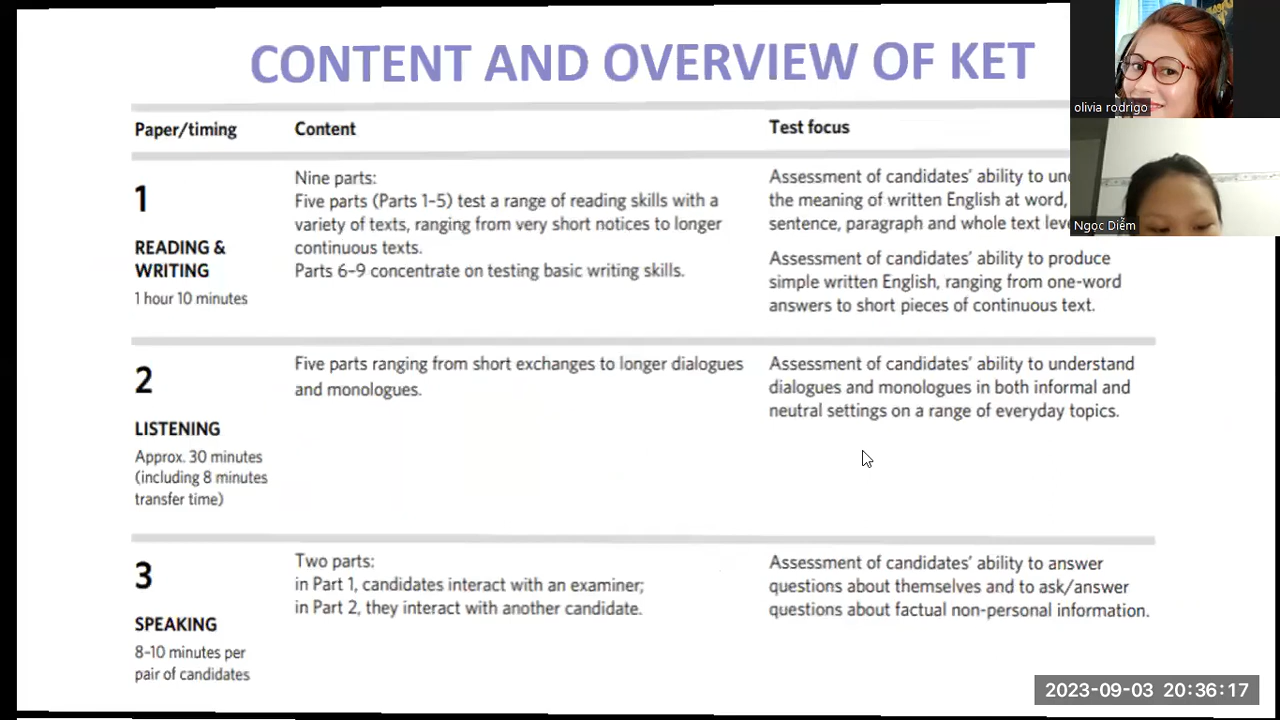 CONTENT AND OVERVIEW OF KET
Paper/timing Content Test focus
1
READING &
WRITING
1 hour 10 minutes
Nine parts:
Five parts (Parts 1–5) test a range of reading skills with a
variety of texts, ranging from very short notices to longer
continuous texts.
Parts 6–9 concentrate on testing basic writing skills.
Assessment of candidates’ ability to
the meaning of written English at word,
sentence, paragraph and whole text
Assessment of candidates’ ability to produce
simple written English, ranging from one-word
answers to short pieces of continuous text.
2
LISTENING
Approx. 30 minutes
(including 8 minutes
transfer time)
Five parts ranging from short exchanges to longer dialogues
and monologues.
Assessment of candidates’ ability to understand
dialogues and monologues in both informal and
neutral settings on a range of everyday topics.
3
SPEAKING
8–10 minutes per
pair of candidates
Two parts:
in Part 1, candidates interact with an examiner;
in Part 2, they interact with another candidate.
Assessment of candidates’ ability to answer
questions about themselves and to ask/answer
questions about factual non-personal information.
olivia rodrigo
Ngọc Diễm
2023-09-03 20:36:17